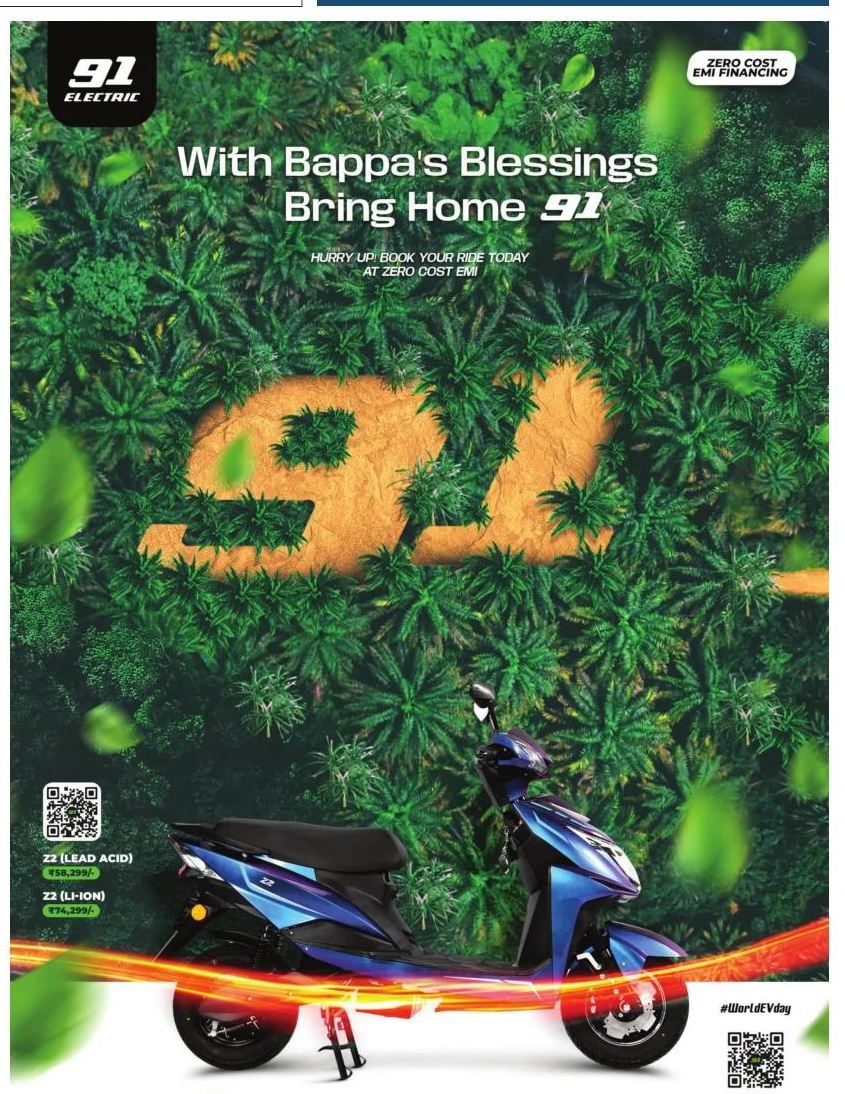 91
ELECTRIC
ZERO COST
EMI FINANCING
With Bappa's Blessings
Bring Home 91
HURRY UP! BOOK YOUR RIDE TODAY
AT ZERO COST EMI
91
Z2
Z2 (LEAD ACID)
₹58,299/-
Z2 (LI-ION)
₹74,299/-
#WorldEVday